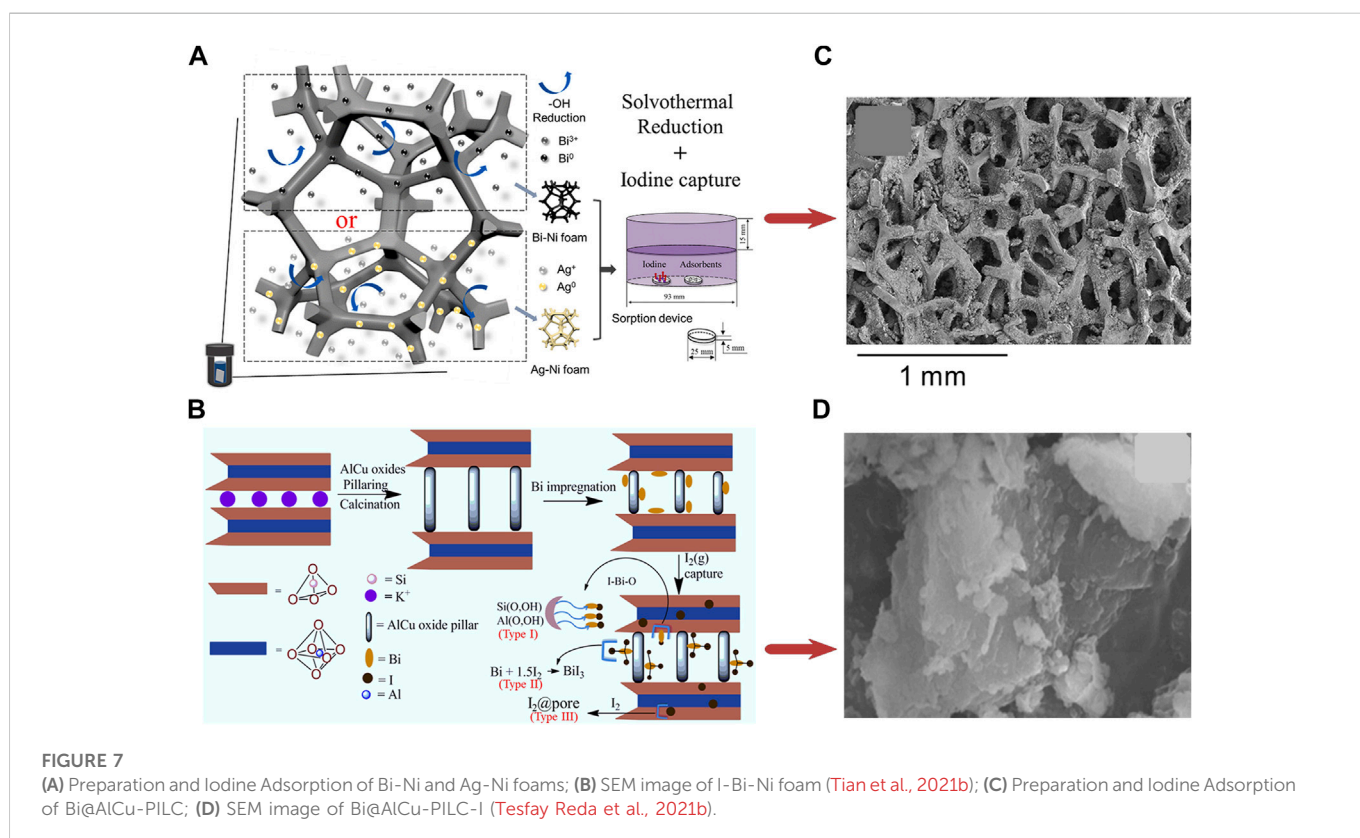 A
-OH
Reduction
Bi³⁺
Bi⁰
or
Bi-Ni foam
Ag⁺
Ag⁰
Ag-Ni foam
Solvothermal
Reduction
+
Iodine capture
15 mm
Iodine
Adsorbents
93 mm
Sorption device
25 mm
5 mm
C
1 mm
B
AlCu oxides
Pillaring
Calcination
Bi impregnation
I₂(g)
capture
I-Bi-O
Si(O,OH)
Al(O,OH)
(Type I)
Bi + 1.5I₂ → BiI₃
(Type II)
I₂@pore
(Type III)
I₂
= Si
= K⁺
= AlCu oxide pillar
= Bi
= I
= Al
=
O
O
O
O
=
O
O
O
O
O
O
D
FIGURE 7
(A) Preparation and Iodine Adsorption of Bi-Ni and Ag-Ni foams; (B) SEM image of I-Bi-Ni foam (Tian et al., 2021b); (C) Preparation and Iodine Adsorption
of Bi@AlCu-PILC; (D) SEM image of Bi@AlCu-PILC-I (Tesfay Reda et al., 2021b).